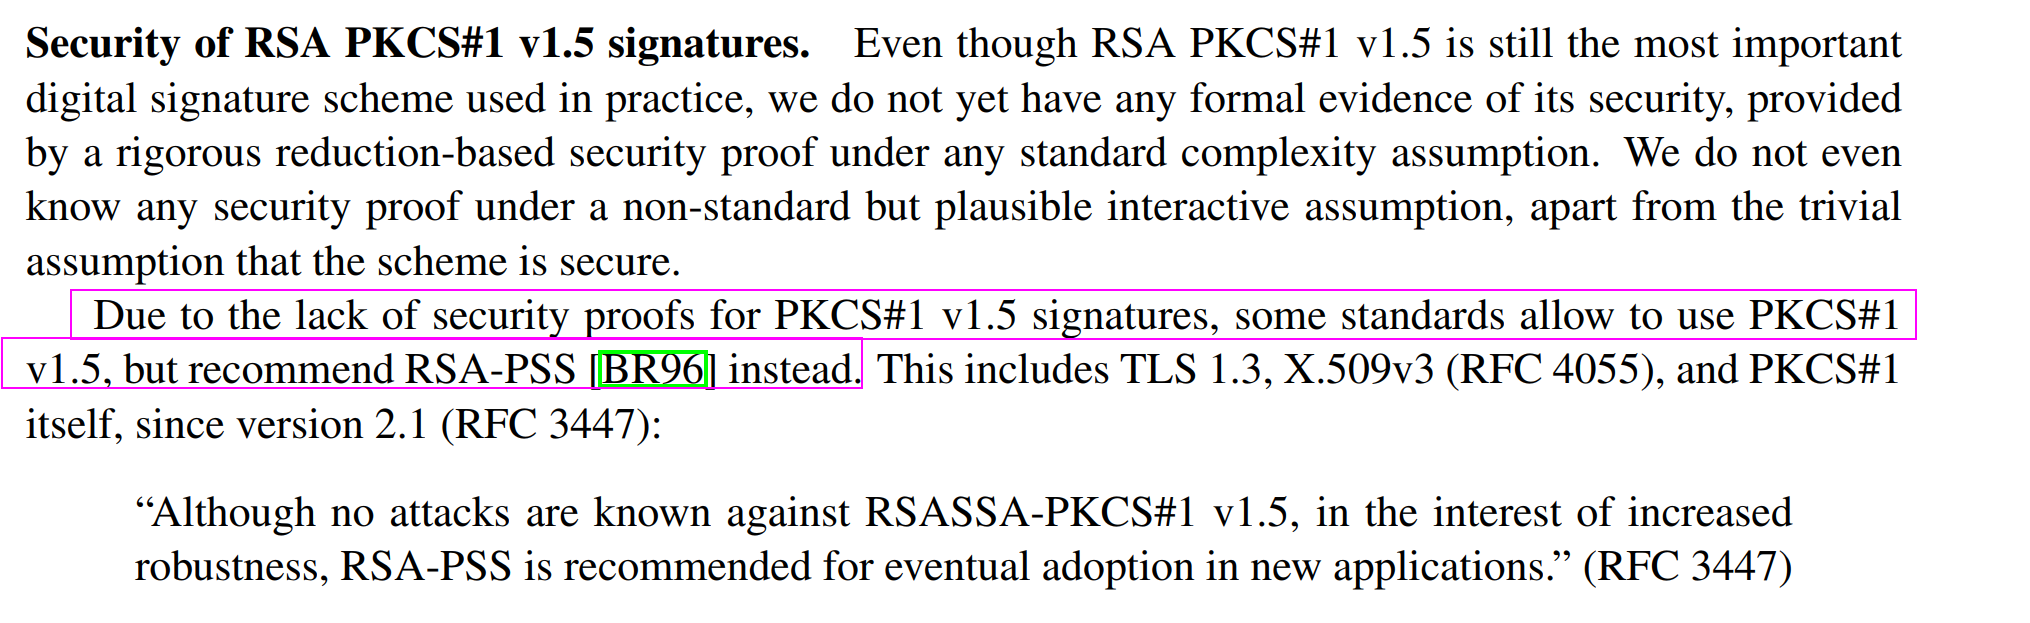 Security of RSA PKCS#1 v1.5 signatures. Even though RSA PKCS#1 v1.5 is still the most important
digital signature scheme used in practice, we do not yet have any formal evidence of its security, provided
by a rigorous reduction-based security proof under any standard complexity assumption. We do not even
know any security proof under a non-standard but plausible interactive assumption, apart from the trivial
assumption that the scheme is secure.
Due to the lack of security proofs for PKCS#1 v1.5 signatures, some standards allow to use PKCS#1
v1.5, but recommend RSA-PSS [BR96] instead. This includes TLS 1.3, X.509v3 (RFC 4055), and PKCS#1
itself, since version 2.1 (RFC 3447):
“Although no attacks are known against RSASSA-PKCS#1 v1.5, in the interest of increased
robustness, RSA-PSS is recommended for eventual adoption in new applications.” (RFC 3447)